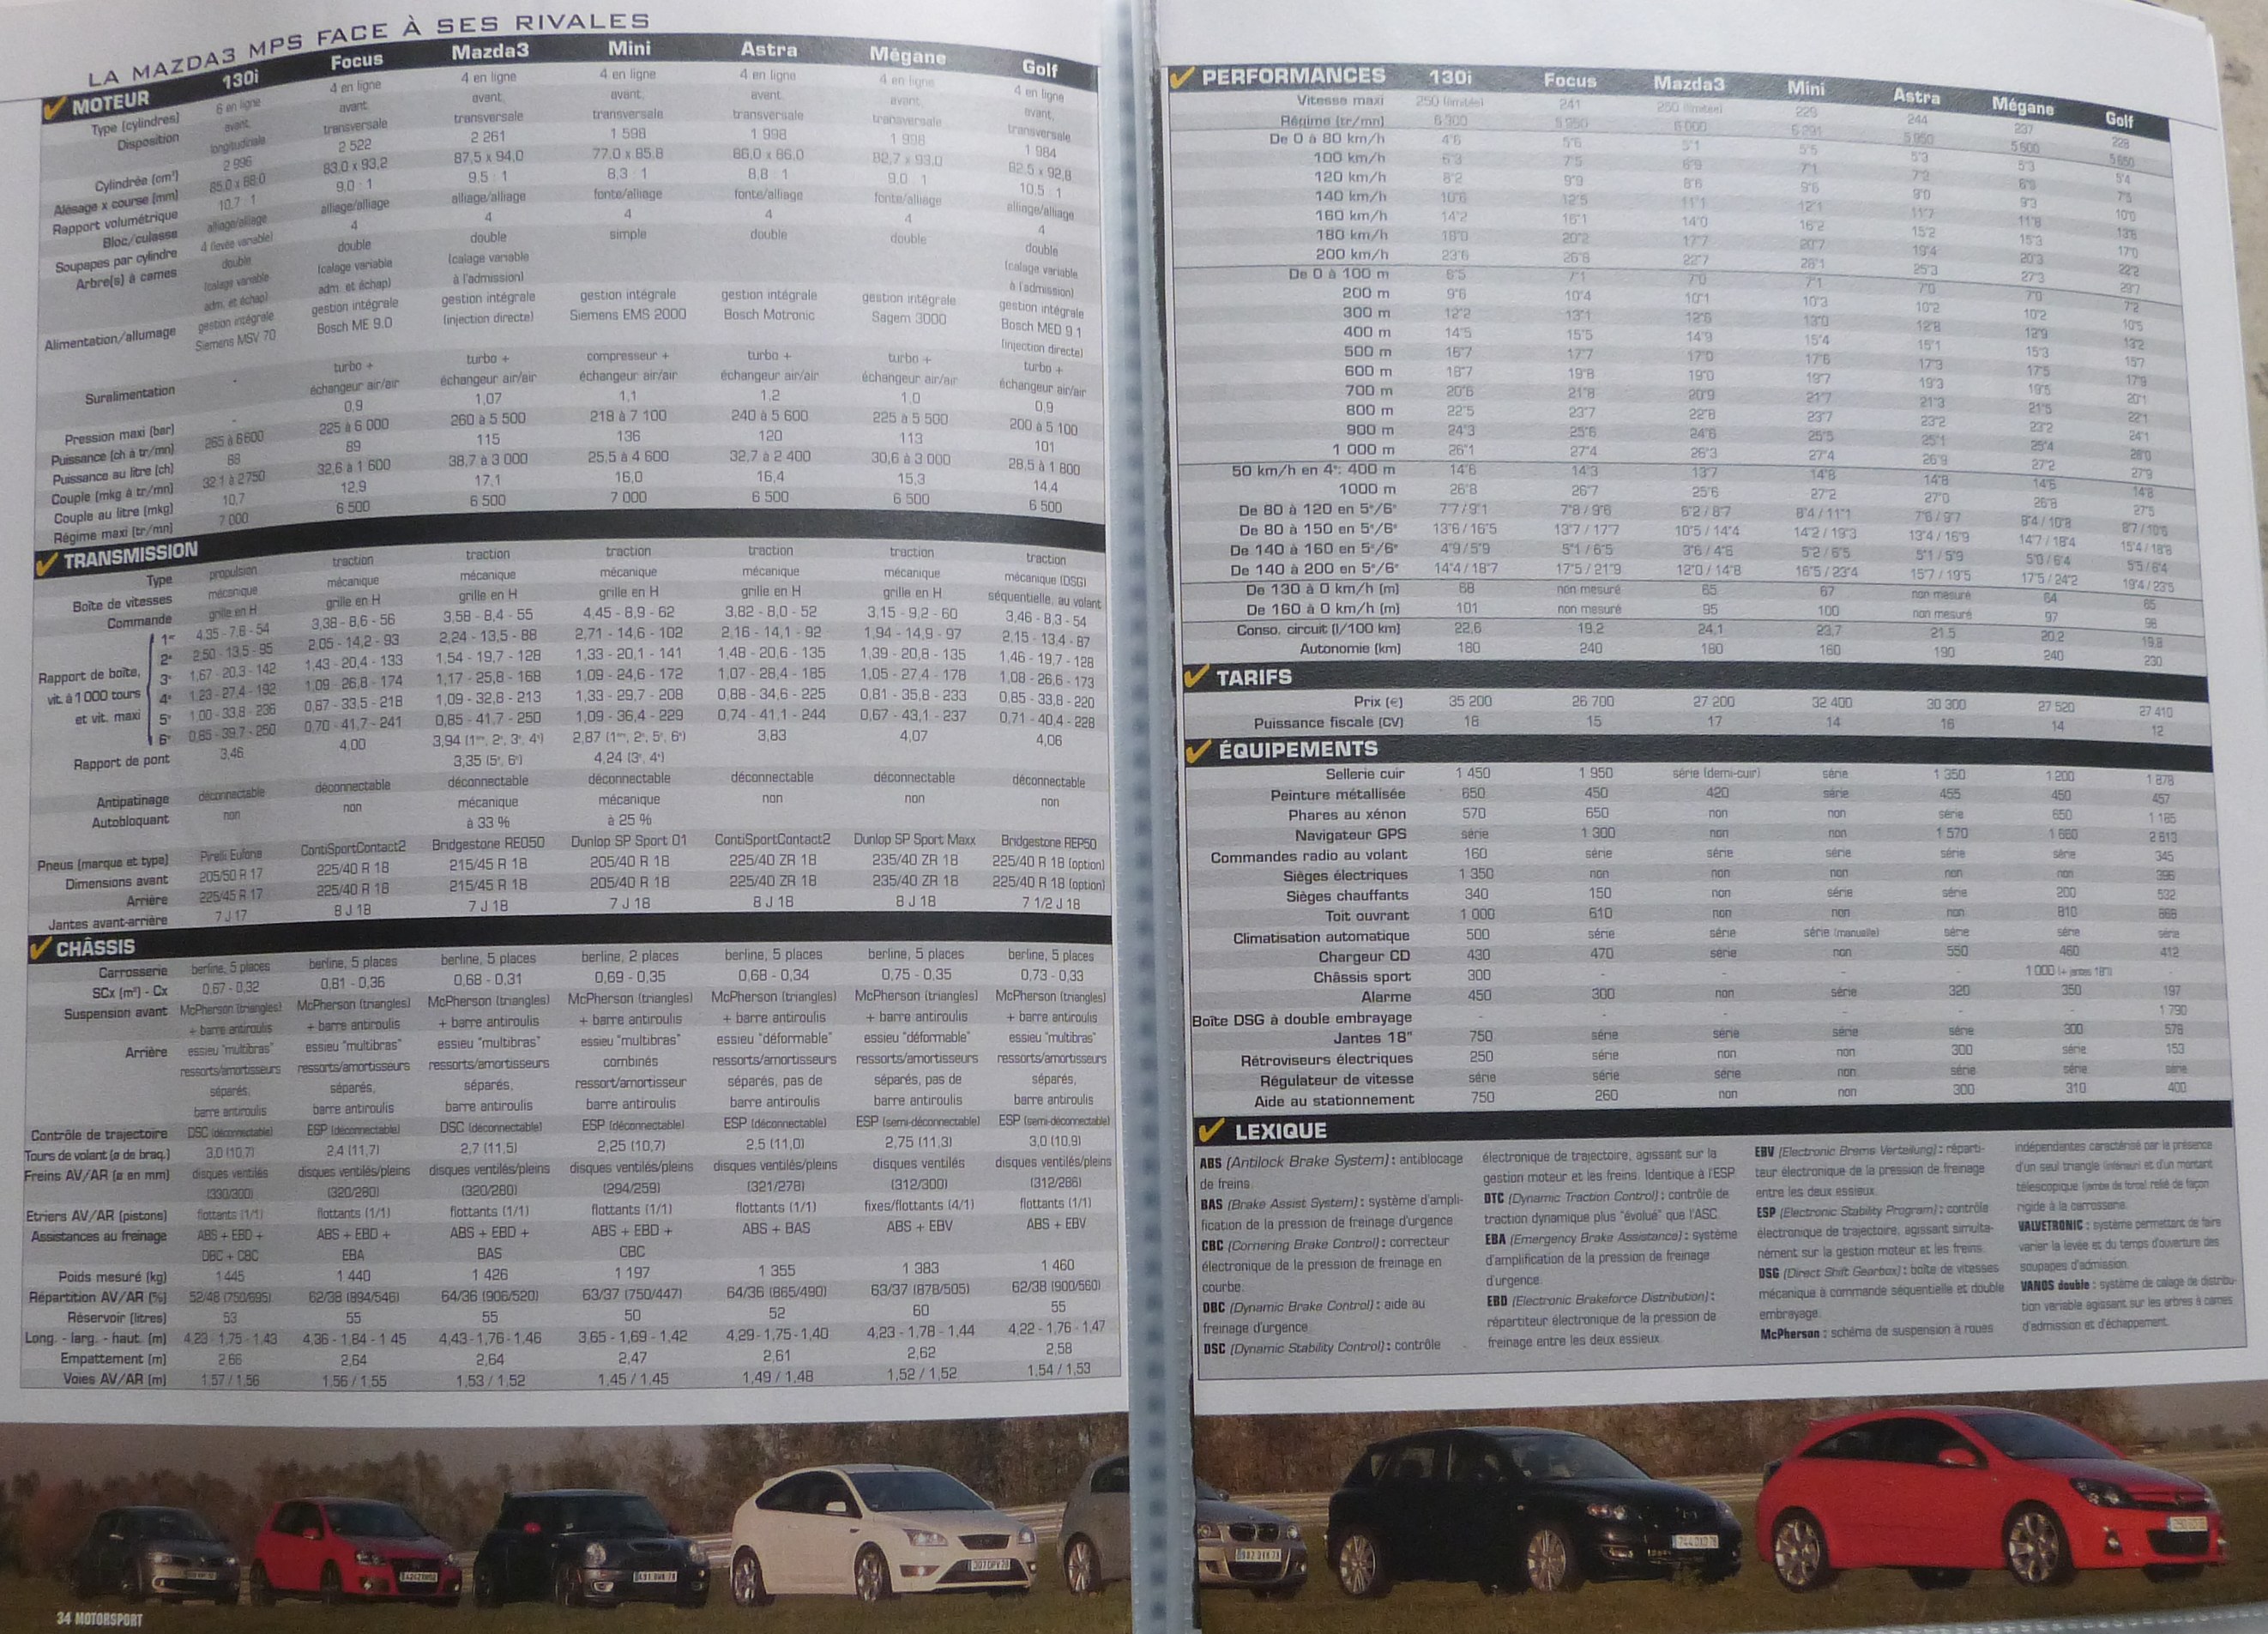 LA MAZDA3 MPS FACE À SES RIVALES
MOTEUR 130i Focus Mazda3 Mini Astra Mégane Golf
Type (cylindres) 6 en ligne 4 en ligne 4 en ligne 4 en ligne 4 en ligne 4 en ligne 4 en ligne
Disposition avant, avant, avant, avant, avant, avant, avant,
longitudinale transversale transversale transversale transversale transversale transversale
Cylindrée (cm³) 2 996 2 522 2 261 1 598 1 998 1 998 1 984
Alésage x course (mm) 85,0 x 88,0 83,0 x 93,2 87,5 x 94,0 77,0 x 85,8 86,0 x 86,0 82,7 x 93,0 82,5 x 92,8
Rapport volumétrique 10,7 : 1 9,0 : 1 9,5 : 1 8,3 : 1 8,8 : 1 9,0 : 1 10,5 : 1
Bloc/culasse alliage/alliage alliage/alliage alliage/alliage fonte/alliage fonte/alliage fonte/alliage alliage/alliage
Soupapes par cylindre 4 (levée variable) 4 4 4 4 4 4
Arbre(s) à cames double double double simple double double double
(calage variable (calage variable (calage variable (calage variable
adm. et échap) adm. et échap) à l'admission) à l'admission)
Alimentation/allumage gestion intégrale gestion intégrale gestion intégrale gestion intégrale gestion intégrale gestion intégrale gestion intégrale
Siemens MSV 70 Bosch ME 9.0 (injection directe) Siemens EMS 2000 Bosch Motronic Sagem 3000 Bosch MED 9.1
(injection directe)
Suralimentation - turbo + turbo + compresseur + turbo + turbo + turbo +
échangeur air/air échangeur air/air échangeur air/air échangeur air/air échangeur air/air échangeur air/air
Pression maxi (bar) - 0,9 1,07 1,1 1,2 1,0 0,9
Puissance (ch à tr/mn) 265 à 6600 225 à 6 000 260 à 5 500 218 à 7 100 240 à 5 600 225 à 5 500 200 à 5 100
Puissance au litre (ch) 88 89 115 136 120 113 101
Couple (mkg à tr/mn) 32,1 à 2750 32,6 à 1 600 38,7 à 3 000 25,5 à 4 600 32,7 à 2 400 30,6 à 3 000 28,5 à 1 800
Couple au litre (mkg) 10,7 12,9 17,1 16,0 16,4 15,3 14,4
Régime maxi (tr/mn) 7 000 6 500 6 500 7 000 6 500 6 500 6 500
TRANSMISSION
Type propulsion traction traction traction traction traction traction
Boîte de vitesses mécanique mécanique mécanique mécanique mécanique mécanique mécanique (DSG)
Commande grille en H grille en H grille en H grille en H grille en H grille en H séquentielle, au volant
Rapport de boîte, vit. à 1 000 tours et vit. maxi
1re 4,35 - 7,8 - 54 3,38 - 8,6 - 56 3,58 - 8,4 - 55 4,45 - 8,9 - 62 3,82 - 8,0 - 52 3,15 - 9,2 - 60 3,46 - 8,3 - 54
2e 2,50 - 13,5 - 95 2,05 - 14,2 - 93 2,24 - 13,5 - 88 2,71 - 14,6 - 102 2,16 - 14,1 - 92 1,94 - 14,9 - 97 2,15 - 13,4 - 87
3e 1,67 - 20,3 - 142 1,43 - 20,4 - 133 1,54 - 19,7 - 128 1,33 - 20,1 - 141 1,48 - 20,6 - 135 1,39 - 20,8 - 135 1,46 - 19,7 - 128
4e 1,23 - 27,4 - 192 1,09 - 26,8 - 174 1,17 - 25,8 - 168 1,09 - 24,6 - 172 1,07 - 28,4 - 185 1,05 - 27,4 - 178 1,08 - 26,6 - 173
5e 1,00 - 33,8 - 236 0,87 - 33,5 - 218 1,09 - 32,8 - 213 1,33 - 29,7 - 208 0,88 - 34,6 - 225 0,81 - 35,8 - 233 0,85 - 33,8 - 220
6e 0,85 - 39,7 - 250 0,70 - 41,7 - 241 0,85 - 41,7 - 250 1,09 - 36,4 - 229 0,74 - 41,1 - 244 0,67 - 43,1 - 237 0,71 - 40,4 - 228
Rapport de pont 3,46 4,00 3,94 (1re, 2e, 3e, 4e) 2,87 (1re, 2e, 5e, 6e) 3,83 4,07 4,06
3,35 (5e, 6e) 4,24 (3e, 4e)
Antipatinage déconnectable déconnectable déconnectable déconnectable déconnectable déconnectable déconnectable
Autobloquant non non mécanique mécanique non non non
à 33 % à 25 %
Pneus (marque et type) Pirelli Eufone ContiSportContact2 Bridgestone RE050 Dunlop SP Sport 01 ContiSportContact2 Dunlop SP Sport Maxx Bridgestone REP50
Dimensions avant 205/50 R 17 225/40 R 18 215/45 R 18 205/40 R 18 225/40 ZR 18 235/40 ZR 18 225/40 R 18 (option)
Arrière 225/45 R 17 225/40 R 18 215/45 R 18 205/40 R 18 225/40 ZR 18 235/40 ZR 18 225/40 R 18 (option)
Jantes avant-arrière 7 J 17 8 J 18 7 J 18 7 J 18 8 J 18 8 J 18 7 1/2 J 18
CHÂSSIS
Carrosserie berline, 5 places berline, 5 places berline, 5 places berline, 2 places berline, 5 places berline, 5 places berline, 5 places
SCx (m²) - Cx 0,67 - 0,32 0,81 - 0,36 0,68 - 0,31 0,69 - 0,35 0,68 - 0,34 0,75 - 0,35 0,73 - 0,33
Suspension avant McPherson (triangles) McPherson (triangles) McPherson (triangles) McPherson (triangles) McPherson (triangles) McPherson (triangles) McPherson (triangles)
+ barre antiroulis + barre antiroulis + barre antiroulis + barre antiroulis + barre antiroulis + barre antiroulis + barre antiroulis
Arrière essieu "multibras" essieu "multibras" essieu "multibras" essieu "multibras" essieu "déformable" essieu "déformable" essieu "multibras"
ressorts/amortisseurs ressorts/amortisseurs ressorts/amortisseurs combinés ressorts/amortisseurs ressorts/amortisseurs ressorts/amortisseurs
séparés, séparés, séparés, ressort/amortisseur séparés, pas de séparés, pas de séparés,
barre antiroulis barre antiroulis barre antiroulis barre antiroulis barre antiroulis barre antiroulis barre antiroulis
Contrôle de trajectoire DSC (déconnectable) ESP (déconnectable) DSC (déconnectable) ESP (déconnectable) ESP (déconnectable) ESP (semi-déconnectable) ESP (semi-déconnectable)
Tours de volant (ø de braq.) 3,0 (10,7) 2,4 (11,7) 2,7 (11,5) 2,25 (10,7) 2,5 (11,0) 2,75 (11,3) 3,0 (10,9)
Freins AV/AR (ø en mm) disques ventilés disques ventilés/pleins disques ventilés/pleins disques ventilés/pleins disques ventilés/pleins disques ventilés disques ventilés/pleins
(330/300) (320/280) (320/280) (294/259) (321/278) (312/300) (312/286)
Etriers AV/AR (pistons) flottants (1/1) flottants (1/1) flottants (1/1) flottants (1/1) flottants (1/1) fixes/flottants (4/1) flottants (1/1)
Assistances au freinage ABS + EBD + ABS + EBD + ABS + EBD + ABS + EBD + ABS + BAS ABS + EBV ABS + EBV
DBC + CBC EBA BAS CBC
Poids mesuré (kg) 1 445 1 440 1 426 1 197 1 355 1 383 1 460
Répartition AV/AR (%) 52/48 (750/695) 62/38 (894/546) 64/36 (906/520) 63/37 (750/447) 64/36 (865/490) 63/37 (878/505) 62/38 (900/560)
Réservoir (litres) 53 55 55 50 52 60 55
Long. - larg. - haut. (m) 4,23 - 1,75 - 1,43 4,36 - 1,84 - 1 45 4,43 - 1,76 - 1,46 3,65 - 1,69 - 1,42 4,29 - 1,75 - 1,40 4,23 - 1,78 - 1,44 4,22 - 1,76 - 1,47
Empattement (m) 2,66 2,64 2,64 2,47 2,61 2,62 2,58
Voies AV/AR (m) 1,57 / 1,56 1,56 / 1,55 1,53 / 1,52 1,45 / 1,45 1,49 / 1,48 1,52 / 1,52 1,54 / 1,53
34 MOTORSPORT
PERFORMANCES 130i Focus Mazda3 Mini Astra Mégane Golf
Vitesse maxi 250 (limitée) 241 250 (limitée) 229 244 237 228
Régime (tr/mn) 6 300 5 950 6 000 6 291 5 950 5 600 5 650
De 0 à 80 km/h 4"6 5"6 5"1 5"5 5"3 5"3 5"4
100 km/h 6"3 7"5 6"9 7"1 7"2 6"9 7"5
120 km/h 8"2 9"9 8"6 9"6 9"0 9"3 10"0
140 km/h 10"6 12"5 11"1 12"1 11"7 11"8 13"6
160 km/h 14"2 16"1 14"0 16"2 15"2 15"3 17"0
180 km/h 18"0 20"2 17"7 20"7 19"4 20"3 22"2
200 km/h 23"6 26"8 22"7 28"1 25"3 27"3 29"7
De 0 à 100 m 6"5 7"1 7"0 7"1 7"0 7"0 7"2
200 m 9"6 10"4 10"1 10"3 10"2 10"2 10"5
300 m 12"2 13"1 12"6 13"0 12"8 12"9 13"2
400 m 14"5 15"5 14"9 15"4 15"1 15"3 15"7
500 m 16"7 17"7 17"0 17"6 17"3 17"5 17"9
600 m 18"7 19"8 19"0 19"7 19"3 19"5 20"1
700 m 20"6 21"8 20"9 21"7 21"3 21"5 22"1
800 m 22"5 23"7 22"8 23"7 23"2 23"2 24"1
900 m 24"3 25"6 24"6 25"5 25"1 25"4 26"0
1 000 m 26"1 27"4 26"3 27"4 26"9 27"2 27"9
50 km/h en 4e: 400 m 14"6 14"3 13"7 14"8 14"8 14"6 14"8
1000 m 26"8 26"7 25"6 27"2 27"0 26"8 27"5
De 80 à 120 en 5e/6e 7"7 / 9"1 7"8 / 9"6 6"2 / 8"7 8"4 / 11"1 7"6 / 9"7 8"4 / 10"8 8"7 / 10"6
De 80 à 150 en 5e/6e 13"6 / 16"5 13"7 / 17"7 10"5 / 14"4 14"2 / 19"3 13"4 / 16"9 14"7 / 18"4 15"4 / 18"8
De 140 à 160 en 5e/6e 4"9 / 5"9 5"1 / 6"5 3"6 / 4"6 5"2 / 6"5 5"1 / 5"9 5"0 / 6"4 5"5 / 6"4
De 140 à 200 en 5e/6e 14"4 / 18"7 17"5 / 21"9 12"0 / 14"8 16"5 / 23"4 15"7 / 19"5 17"5 / 24"2 19"4 / 23"5
De 130 à 0 km/h (m) 68 non mesuré 65 67 non mesuré 64 65
De 160 à 0 km/h (m) 101 non mesuré 95 100 non mesuré 97 98
Conso. circuit (l/100 km) 22,6 19,2 24,1 23,7 21,5 20,2 19,8
Autonomie (km) 180 240 180 160 190 240 230
TARIFS
Prix (€) 35 200 26 700 27 200 32 400 30 300 27 520 27 410
Puissance fiscale (CV) 18 15 17 14 16 14 12
ÉQUIPEMENTS
Sellerie cuir 1 450 1 950 série (demi-cuir) série 1 350 1 200 1 878
Peinture métallisée 650 450 420 série 455 450 457
Phares au xénon 570 650 non non série 650 1 165
Navigateur GPS série 1 300 non non 1 570 1 680 2 613
Commandes radio au volant 160 série série série série série 345
Sièges électriques 1 350 non non non non non 396
Sièges chauffants 340 150 non série série 200 532
Toit ouvrant 1 000 610 non non non 810 868
Climatisation automatique 500 série série série (manuelle) série série série
Chargeur CD 430 470 série non 550 460 412
Châssis sport 300 - - - - 1 000 (+ jantes 18") -
Alarme 450 300 non série 320 350 197
Boîte DSG à double embrayage - - - - - - 1 790
Jantes 18" 750 série série série série 300 578
Rétroviseurs électriques 250 série non non 300 série 153
Régulateur de vitesse série série série non série série série
Aide au stationnement 750 260 non non 300 310 400
LEXIQUE
ABS (Antilock Brake System) : antiblocage
de freins.
BAS (Brake Assist System) : système d'ampli-
fication de la pression de freinage d'urgence
CBC (Cornering Brake Control) : correcteur
électronique de la pression de freinage en
courbe.
DBC (Dynamic Brake Control) : aide au
freinage d'urgence
DSC (Dynamic Stability Control) : contrôle
électronique de trajectoire, agissant sur la
gestion moteur et les freins. Identique à l'ESP
DTC (Dynamic Traction Control) : contrôle de
traction dynamique plus "évolué" que l'ASC.
EBA (Emergency Brake Assistance) : système
d'amplification de la pression de freinage
d'urgence.
EBD (Electronic Brakeforce Distribution) :
répartiteur électronique de la pression de
freinage entre les deux essieux.
EBV (Electronic Brems Verteilung) : réparti-
teur électronique de la pression de freinage
entre les deux essieux.
ESP (Electronic Stability Program) : contrôle
électronique de trajectoire, agissant simulta-
nément sur la gestion moteur et les freins.
DSG (Direct Shift Gearbox) : boîte de vitesses
mécanique à commande séquentielle et double
embrayage.
McPherson : schéma de suspension à roues
indépendantes caractérisé par la présence
d'un seul triangle (inférieur) et d'un montant
télescopique (jambe de force) relié de façon
rigide à la carrosserie.
VALVETRONIC : système permettant de faire
varier la levée et du temps d'ouverture des
soupapes d'admission.
VANOS double : système de calage de distribu-
tion variable agissant sur les arbres à cames
d'admission et d'échappement.